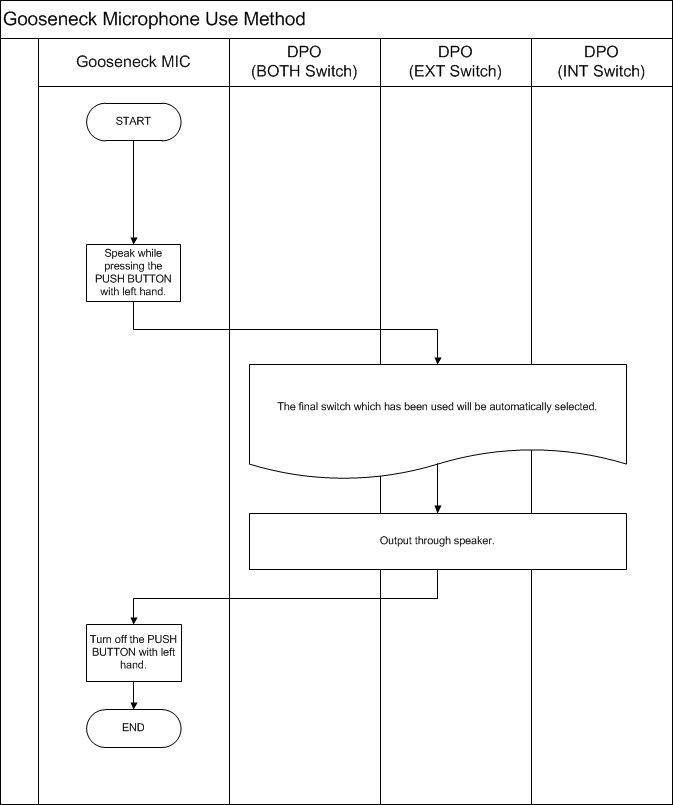 Gooseneck Microphone Use Method
Gooseneck MIC
DPO
(BOTH Switch)
DPO
(EXT Switch)
DPO
(INT Switch)
START
Speak while
pressing the
PUSH BUTTON
with left hand.
The final switch which has been used will be automatically selected.
Output through speaker.
Turn off the PUSH
BUTTON with left
hand.
END